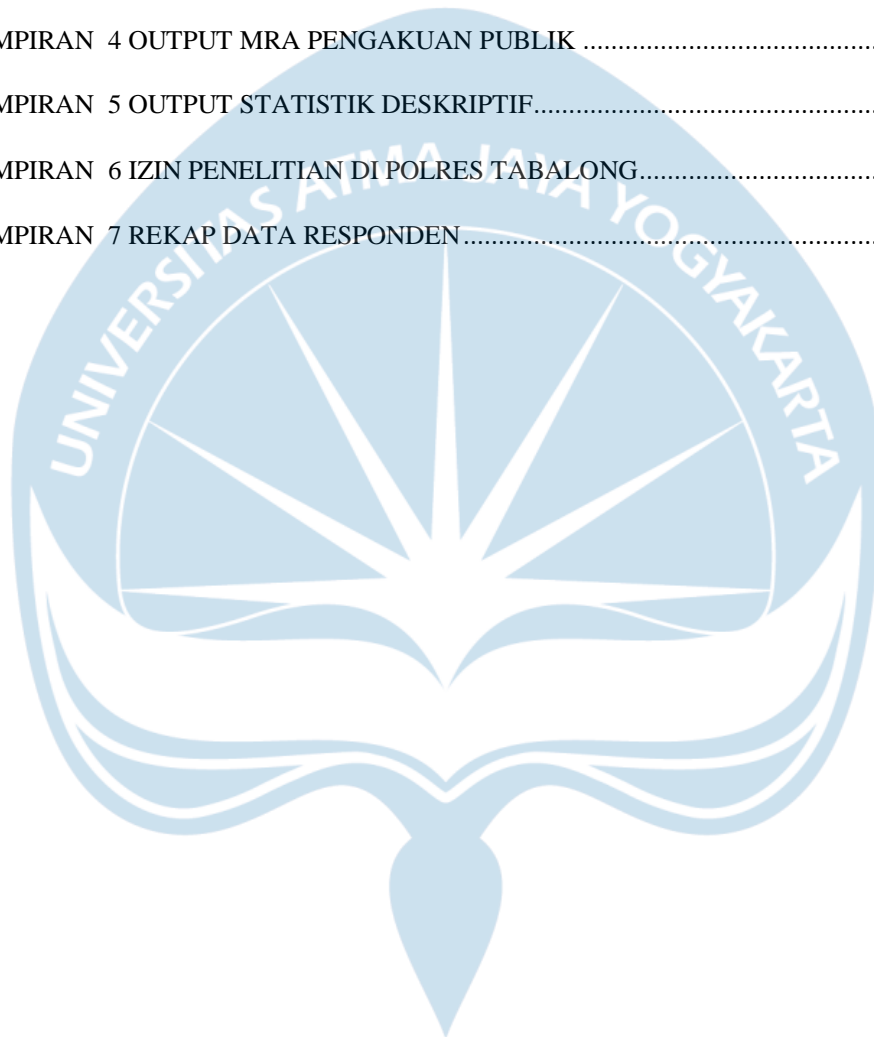 MPIRAN 4 OUTPUT MRA PENGAKUAN PUBLIK ..........................................
MPIRAN 5 OUTPUT STATISTIK DESKRIPTIF..................................................
MPIRAN 6 IZIN PENELITIAN DI POLRES TABALONG..................................
MPIRAN 7 REKAP DATA RESPONDEN ............................................................
UNIVERSITAS ATMA JAYA YOGYAKARTA